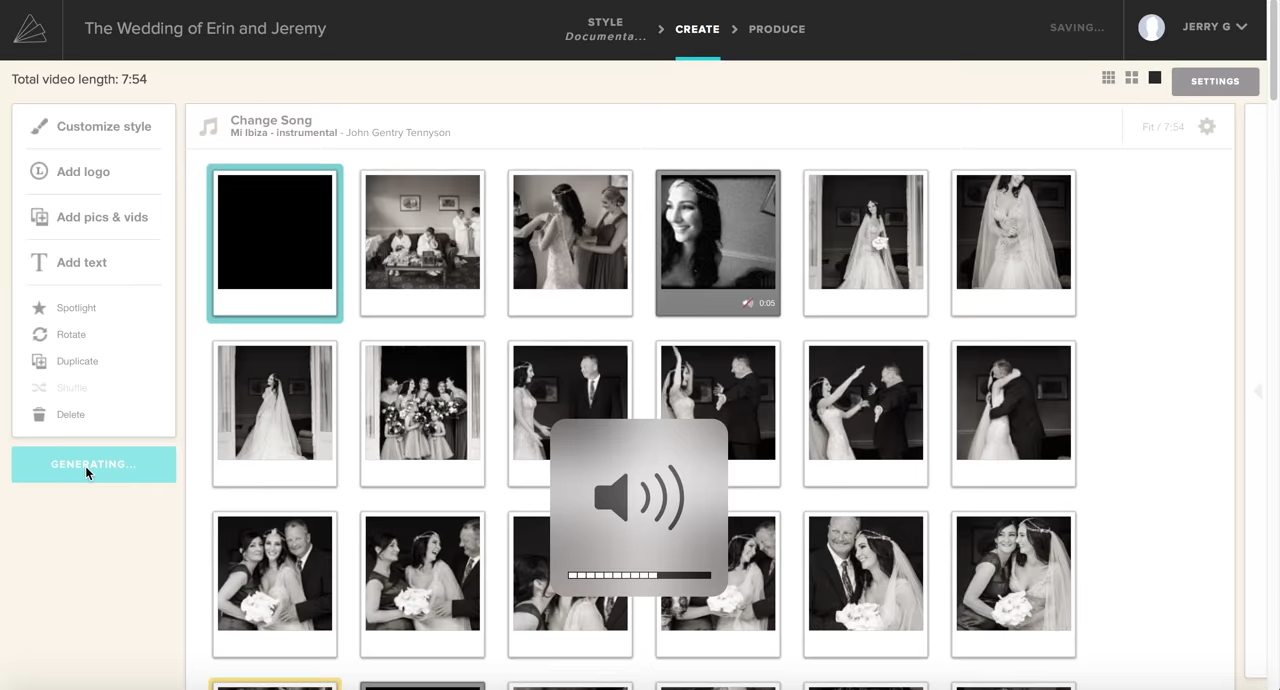 The Wedding of Erin and Jeremy
STYLE
Documenta...
CREATE
PRODUCE
SAVING...
JERRY G
Total video length: 7:54
SETTINGS
Customize style
Add logo
Add pics & vids
Add text
Spotlight
Rotate
Duplicate
Shuffle
Delete
GENERATING...
Change Song
Mi Ibiza - instrumental - John Gentry Tennyson
Fit / 7:54
0:05